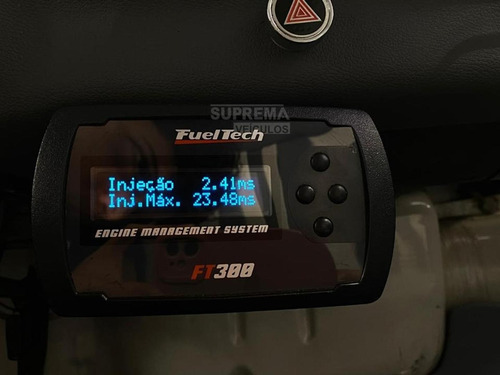 SUPREMA
VEÍCULOS
FuelTech
Injeção 2.41ms
Inj.Máx. 23.48ms
ENGINE MANAGEMENT SYSTEM
FT300